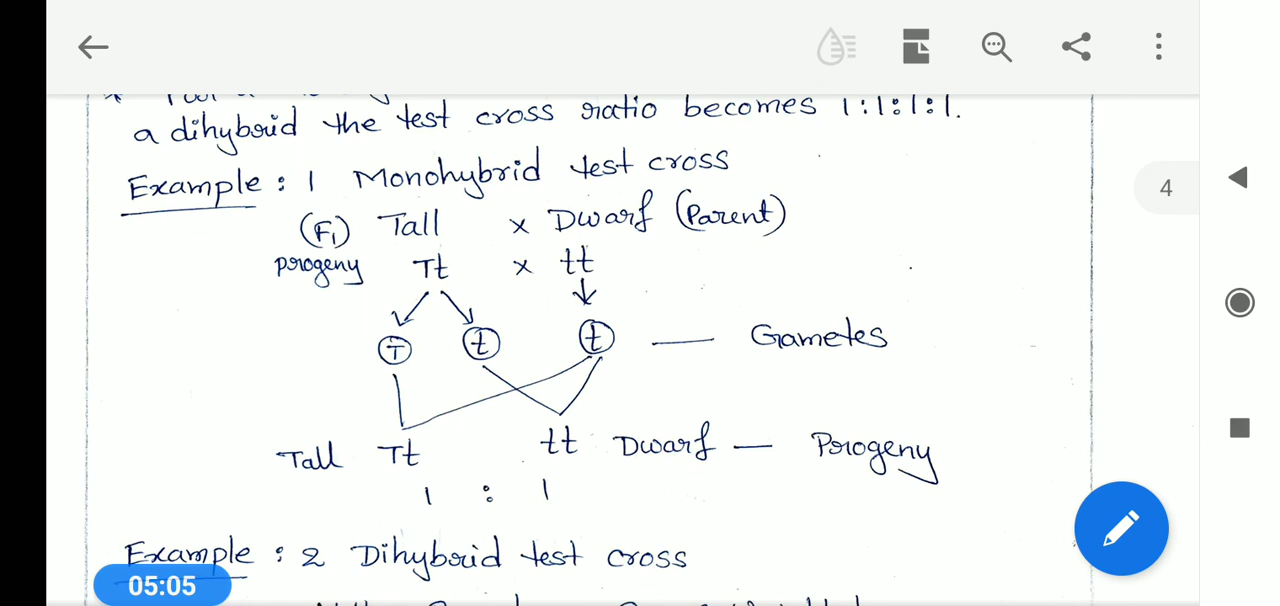 a dihybrid the test cross ratio becomes 1:1:1:1.
4
Example : 1 Monohybrid test cross
(F1) Tall × Dwarf (Parent)
progeny Tt × tt
T t t — Gametes
Tall Tt tt Dwarf — Progeny
1 : 1
Example : 2 Dihybrid test cross
05:05